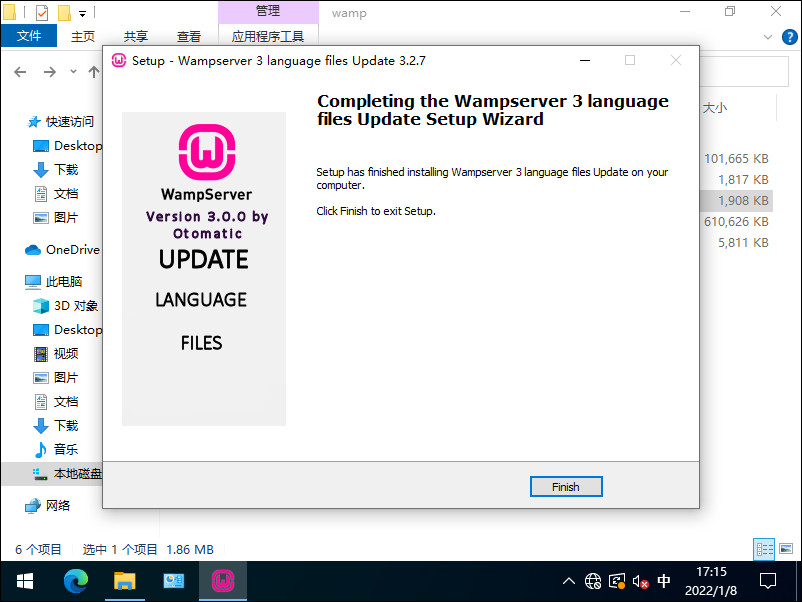 管理
wamp
文件
主页
共享
查看
应用程序工具
Setup - Wampserver 3 language files Update 3.2.7
Completing the Wampserver 3 language
files Update Setup Wizard
Setup has finished installing Wampserver 3 language files Update on your
computer.
Click Finish to exit Setup.
WampServer
Version 3.0.0 by
Otomatic
UPDATE
LANGUAGE
FILES
Finish
大小
101,665 KB
1,817 KB
1,908 KB
610,626 KB
5,811 KB
快速访问
Desktop
下载
文档
图片
OneDrive
此电脑
3D 对象
Desktop
视频
图片
文档
下载
音乐
本地磁盘
网络
6 个项目
选中 1 个项目 1.86 MB
中
17:15
2022/1/8